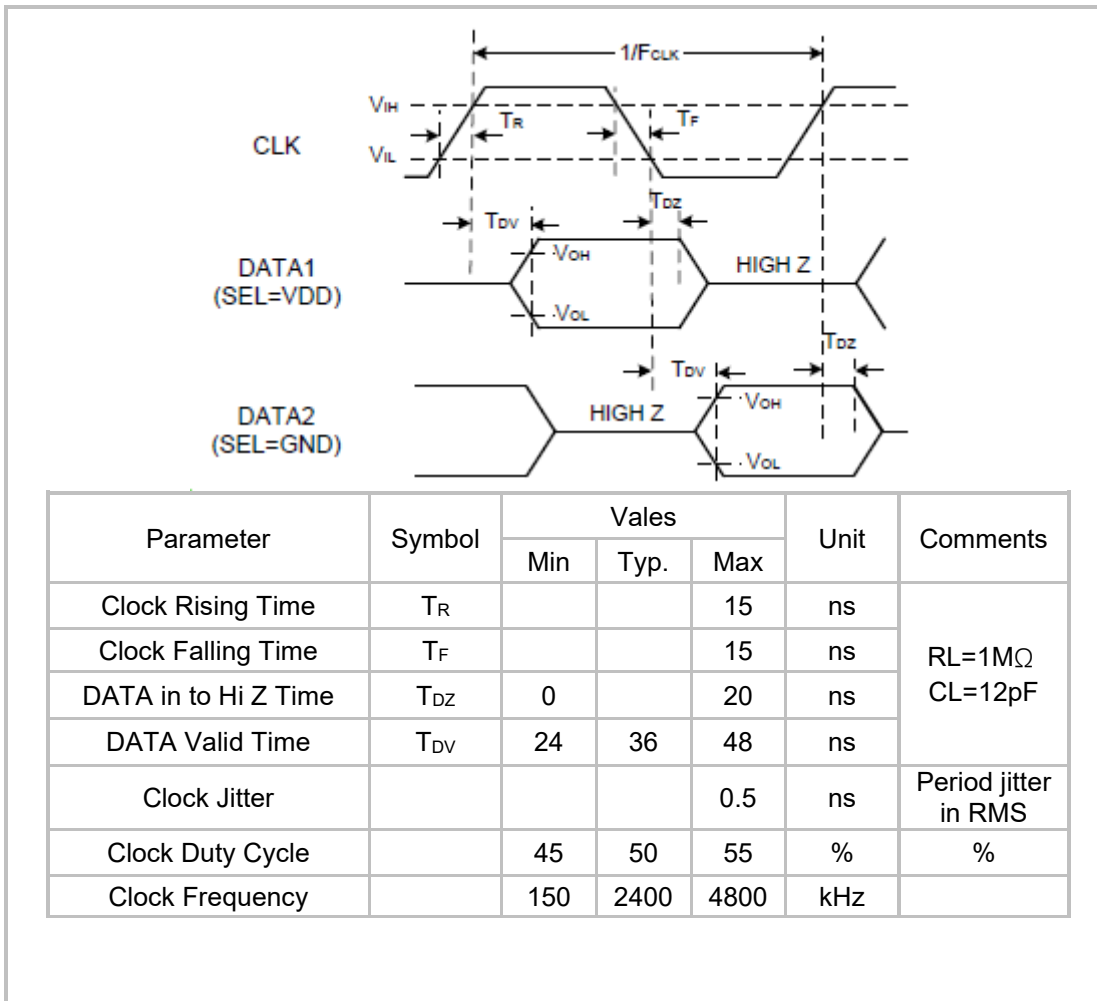 1/FCLK
VIH
TR
TF
CLK
VIL
TDV
TDZ
VOH
DATA1
(SEL=VDD)
HIGH Z
VOL
TDZ
TDV
VOH
DATA2
(SEL=GND)
HIGH Z
VOL
Parameter Symbol Vales Unit Comments
Min Typ. Max
Clock Rising Time TR 15 ns
Clock Falling Time TF 15 ns
RL=1MΩ
CL=12pF
DATA in to Hi Z Time TDZ 0 20 ns
DATA Valid Time TDV 24 36 48 ns
Clock Jitter 0.5 ns Period jitter
in RMS
Clock Duty Cycle 45 50 55 % %
Clock Frequency 150 2400 4800 kHz